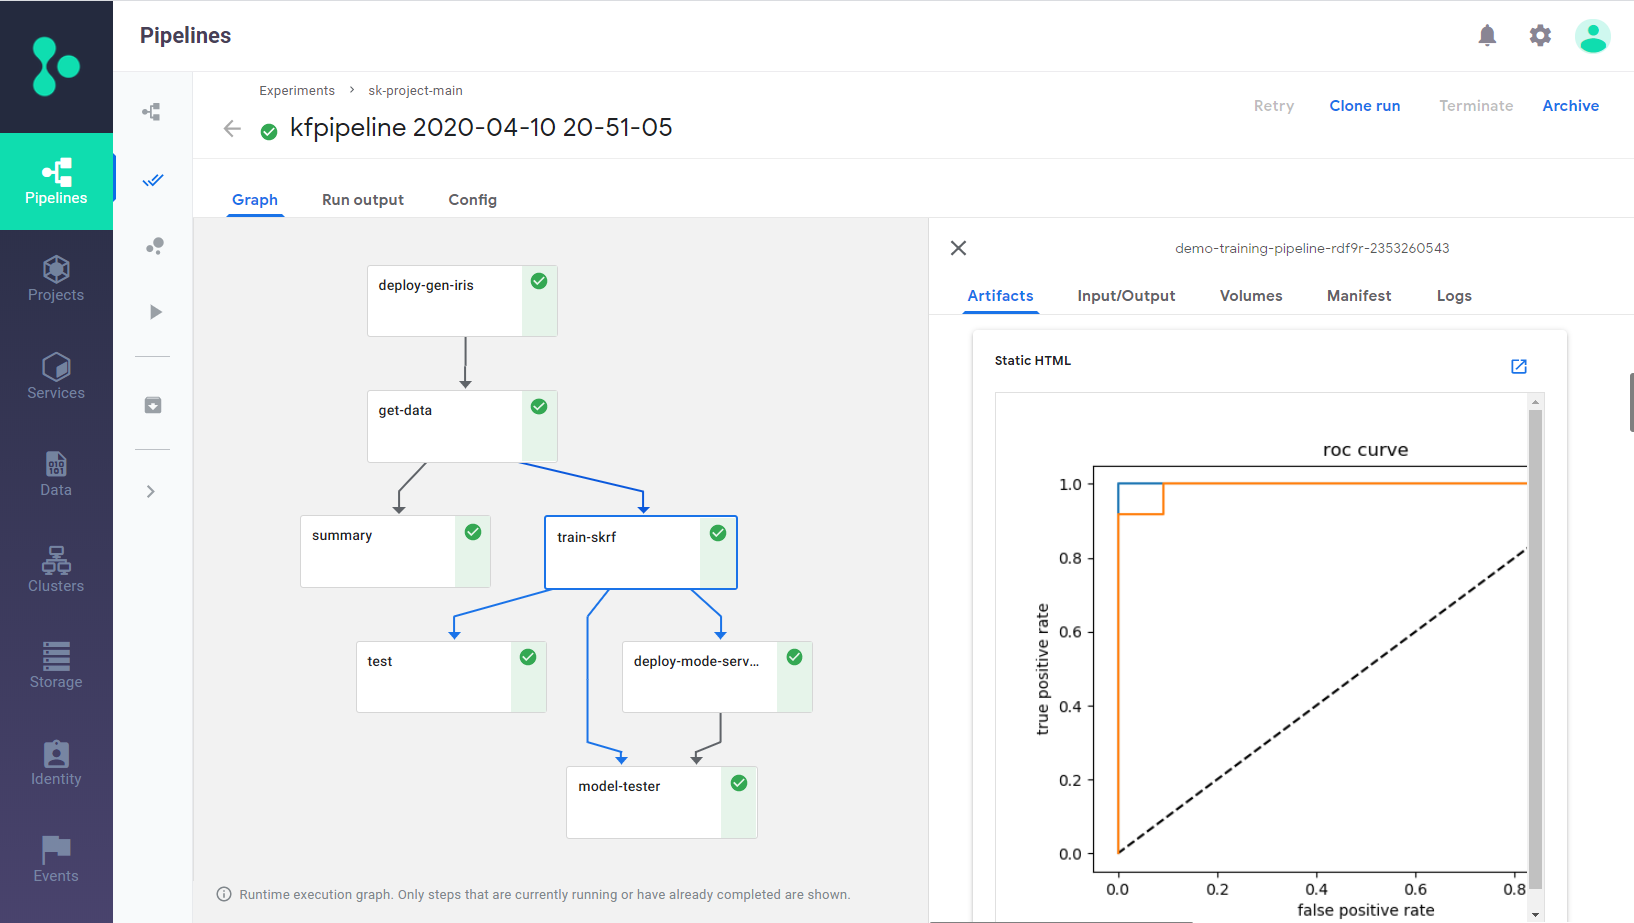 Pipelines
Pipelines
Projects
Services
Data
Clusters
Storage
Identity
Events
Experiments > sk-project-main
kfpipeline 2020-04-10 20-51-05
Retry Clone run Terminate Archive
Graph Run output Config
deploy-gen-iris
get-data
summary
train-skrf
test
deploy-mode-serv...
model-tester
Runtime execution graph. Only steps that are currently running or have already completed are shown.
demo-training-pipeline-rdf9r-2353260543
Artifacts Input/Output Volumes Manifest Logs
Static HTML
roc curve
1.0
0.8
0.6
0.4
0.2
0.0
true positive rate
0.0 0.2 0.4 0.6 0.8
false positive rate